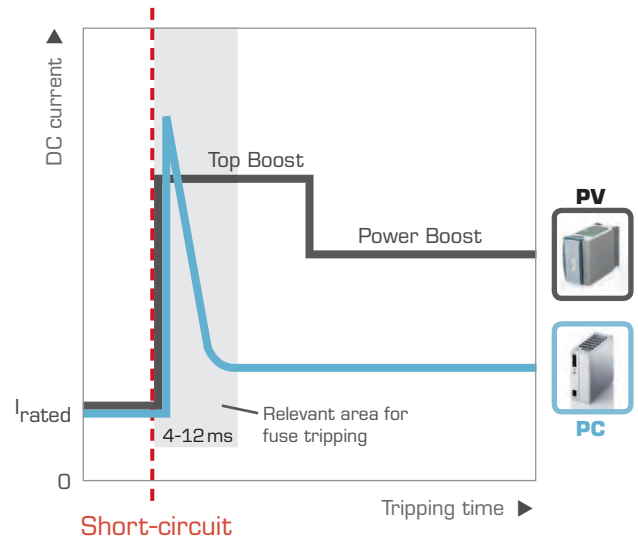 DC current ▲
Top Boost
PV
Power Boost
I rated
Relevant area for
fuse tripping
4-12 ms
PC
0
Tripping time ▶
Short-circuit